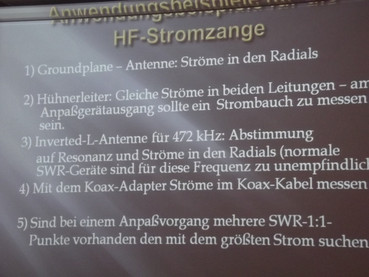 Anwendungsbeispiele für die
HF-Stromzange
1) Groundplane – Antenne: Ströme in den Radials
2) Hühnerleiter: Gleiche Ströme in beiden Leitungen – am
Anpaßgerätausgang sollte ein Strombauch zu messen
sein.
3) Inverted-L-Antenne für 472 kHz: Abstimmung
auf Resonanz und Ströme in den Radials (normale
SWR-Geräte sind für diese Frequenz zu unempfindlich
4) Mit dem Koax-Adapter Ströme im Koax-Kabel messen
5) Sind bei einem Anpaßvorgang mehrere SWR-1:1-
Punkte vorhanden den mit dem größten Strom suchen